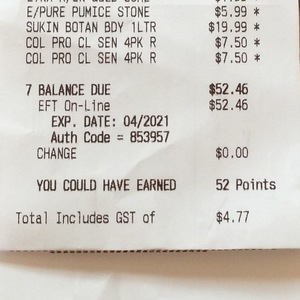 E/PURE PUMICE STONE $5.99 *
SUKIN BOTAN BDY 1LTR $19.99 *
COL PRO CL SEN 4PK R $7.50 *
COL PRO CL SEN 4PK R $7.50 *
7 BALANCE DUE $52.46
EFT On-Line $52.46
EXP. DATE: 04/2021
Auth Code = 853957
CHANGE $0.00
YOU COULD HAVE EARNED 52 Points
Total Includes GST of $4.77